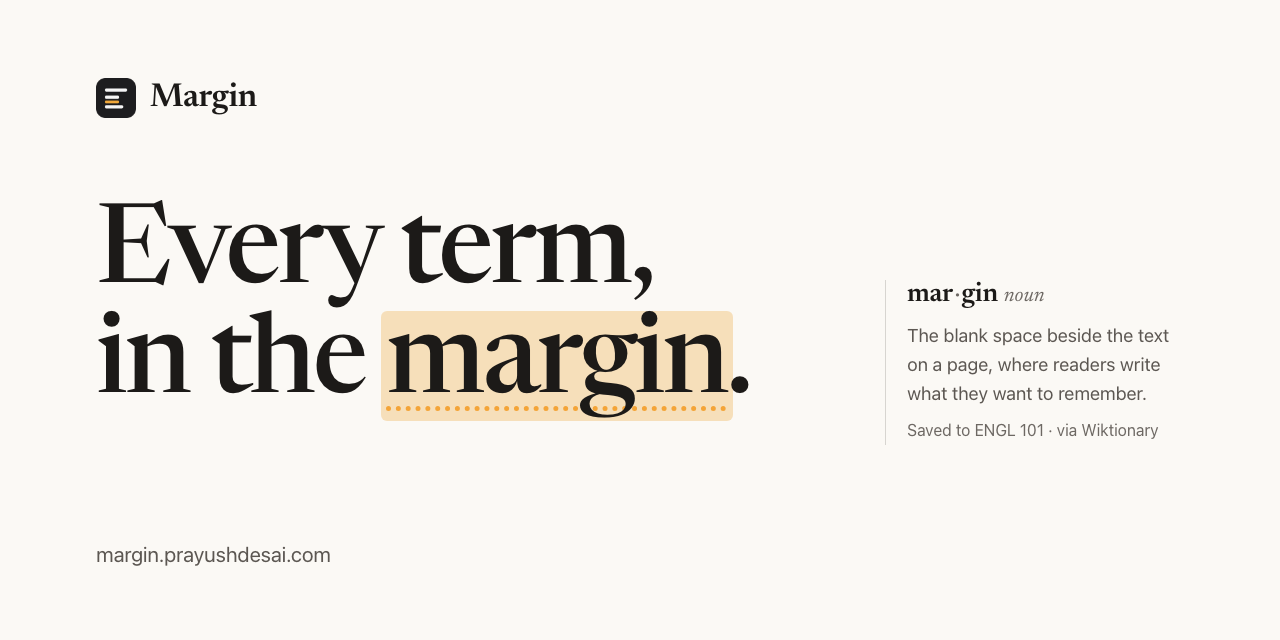 Margin
Every term,
in the margin.
mar·gin noun
The blank space beside the text
on a page, where readers write
what they want to remember.
Saved to ENGL 101 · via Wiktionary
margin.prayushdesai.com